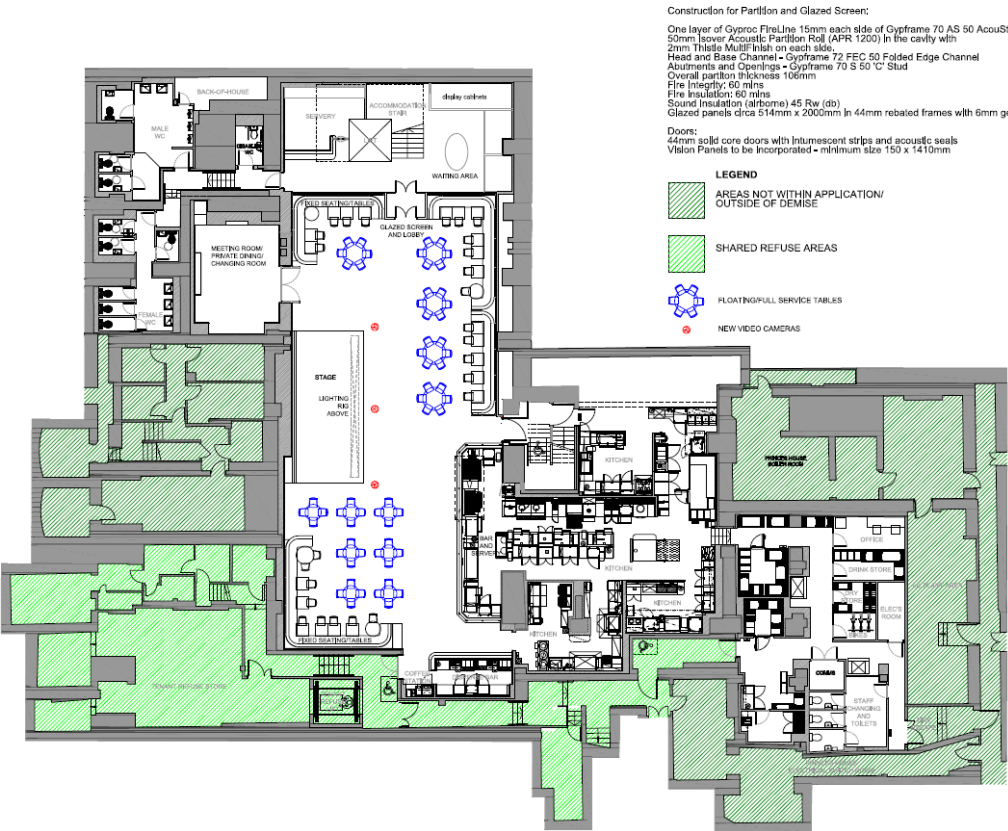 Construction for Partition and Glazed Screen:
One layer of Gyproc FireLine 15mm each side of Gypframe 70 AS 50 AcouSt
50mm Isover Acoustic Partition Roll (APR 1200) in the cavity with
2mm Thistle MultiFinish on each side.
Head and Base Channel - Gypframe 72 FEC 50 Folded Edge Channel
Abutments and Openings - Gypframe 70 S 50 'C' Stud
Overall partiton thickness 106mm
Fire Integrity: 60 mins
Fire Insulation: 60 mins
Sound Insulation (airborne) 45 Rw (db)
Glazed panels circa 514mm x 2000mm in 44mm rebated frames with 6mm ge
Doors:
44mm solid core doors with intumescent strips and acoustic seals
Vision Panels to be incorporated - minimum size 150 x 1410mm
LEGEND
AREAS NOT WITHIN APPLICATION/
OUTSIDE OF DEMISE
SHARED REFUSE AREAS
FLOATING/FULL SERVICE TABLES
NEW VIDEO CAMERAS
BACK-OF-HOUSE
MALE
WC
DISABLED
WC
SERVERY
ACCOMMODATION
STAIR
display cabinets
LIFT
WAITING AREA
FIXED SEATING/TABLES
GLAZED SCREEN
AND LOBBY
MEETING ROOM/
PRIVATE DINING/
CHANGING ROOM
FEMALE
WC
STAGE
LIGHTING
RIG
ABOVE
KITCHEN
BAR
AND
SERVERY
KITCHEN
KITCHEN
KITCHEN
OFFICE
DRINK STORE
DRY
STORE
ELEC'S
ROOM
COMMS
STAFF
CHANGING
AND
TOILETS
FIXED SEATING/TABLES
COFFEE
STATION
BAR
TENANT REFUSE STORE